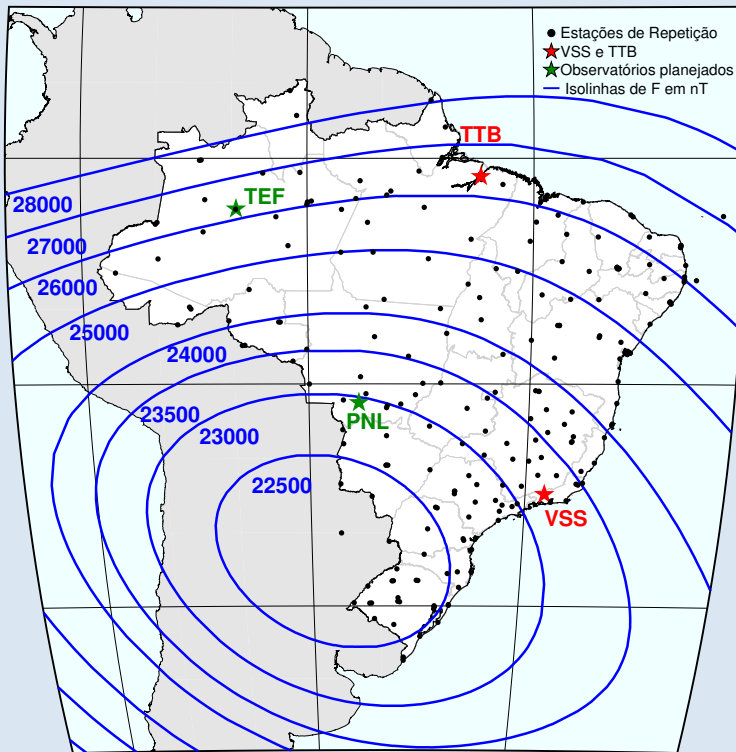 Estações de Repetição
VSS e TTB
Observatórios planejados
Isolinhas de F em nT
TTB
TEF
28000
27000
26000
25000
24000
23500
PNL
23000
22500
VSS